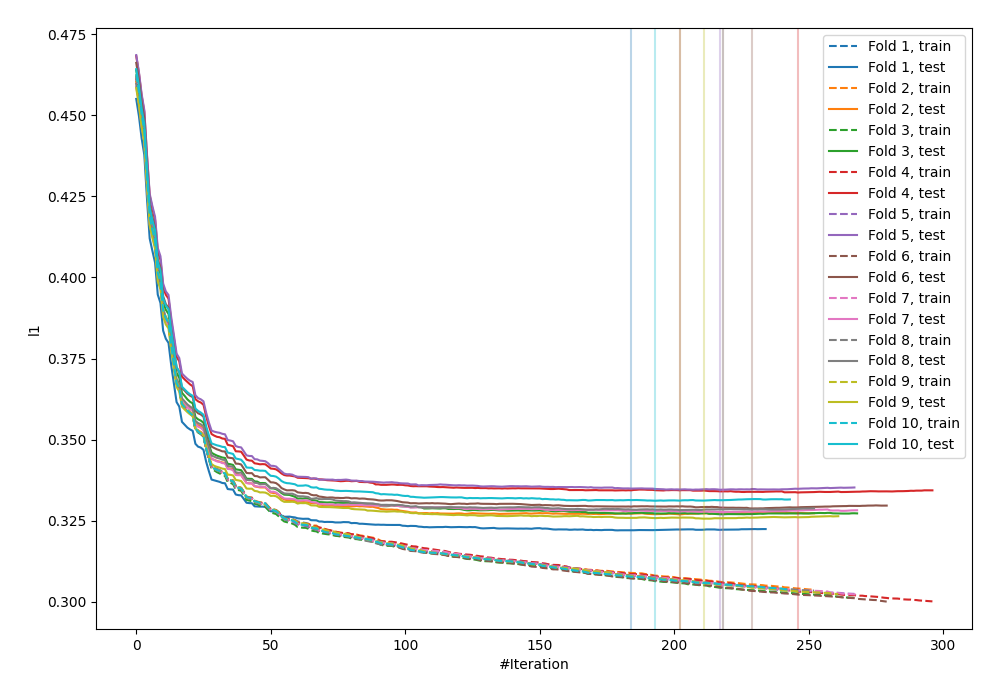 0.475
0.450
0.425
0.400
0.375
0.350
0.325
0.300
l1
0
50
100
150
200
250
300
#Iteration
Fold 1, train
Fold 1, test
Fold 2, train
Fold 2, test
Fold 3, train
Fold 3, test
Fold 4, train
Fold 4, test
Fold 5, train
Fold 5, test
Fold 6, train
Fold 6, test
Fold 7, train
Fold 7, test
Fold 8, train
Fold 8, test
Fold 9, train
Fold 9, test
Fold 10, train
Fold 10, test